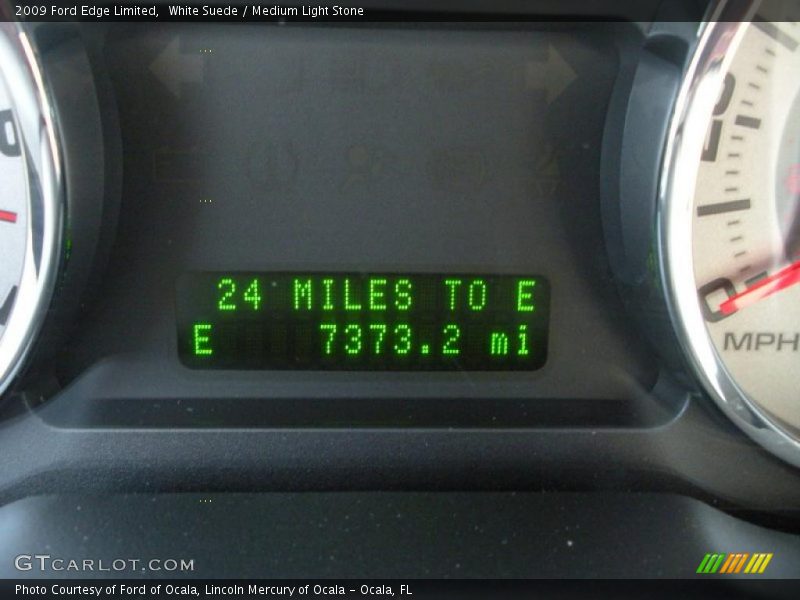 2009 Ford Edge Limited,  White Suede / Medium Light Stone
24 MILES TO E
E 7373.2 mi
0
MPH
GTCARLOT.COM
Photo Courtesy of Ford of Ocala, Lincoln Mercury of Ocala – Ocala, FL